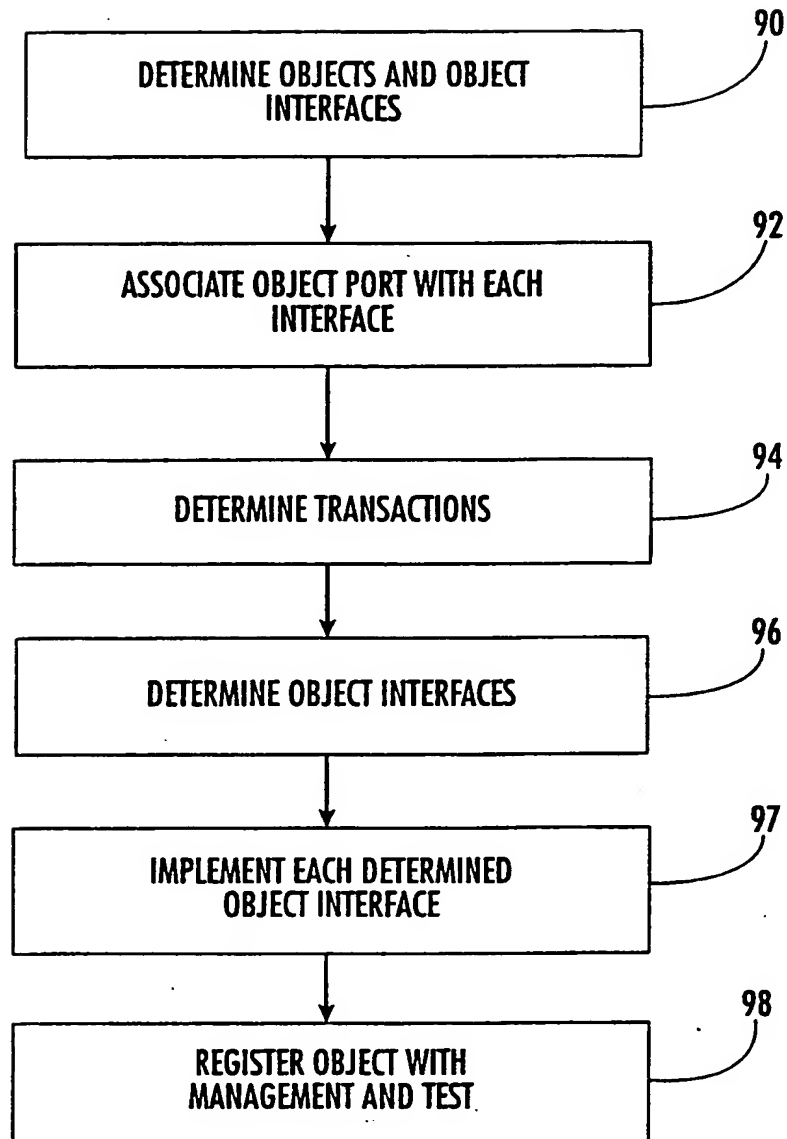 90
DETERMINE OBJECTS AND OBJECT
INTERFACES
92
ASSOCIATE OBJECT PORT WITH EACH
INTERFACE
94
DETERMINE TRANSACTIONS
96
DETERMINE OBJECT INTERFACES
97
IMPLEMENT EACH DETERMINED
OBJECT INTERFACE
98
REGISTER OBJECT WITH
MANAGEMENT AND TEST